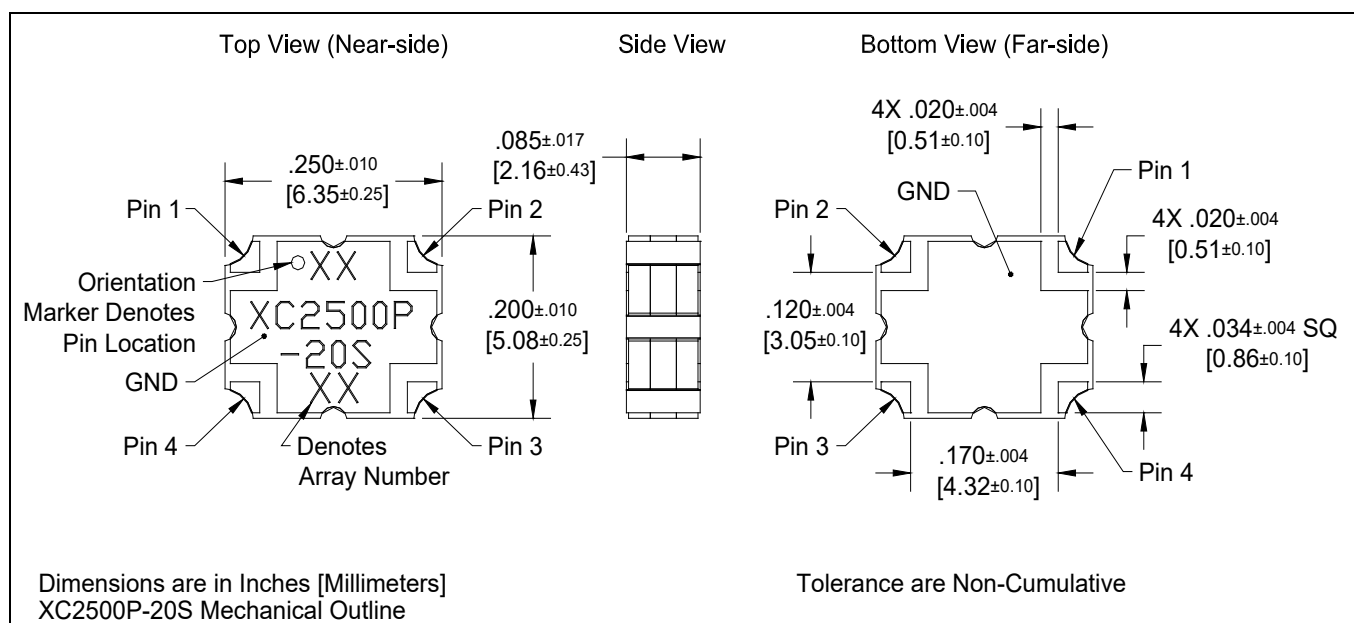 Top View (Near-side)
Side View
Bottom View (Far-side)
.250±.010
[6.35±0.25]
.085±.017
[2.16±0.43]
4X .020±.004
[0.51±0.10]
Pin 1
Pin 2
GND
Pin 2
Pin 1
4X .020±.004
[0.51±0.10]
Orientation
Marker Denotes
Pin Location
GND
XX
XC2500P
-20S
XX
.200±.010
[5.08±0.25]
.120±.004
[3.05±0.10]
4X .034±.004 SQ
[0.86±0.10]
Pin 4
Denotes
Array Number
Pin 3
Pin 3
.170±.004
[4.32±0.10]
Pin 4
Dimensions are in Inches [Millimeters]
XC2500P-20S Mechanical Outline
Tolerance are Non-Cumulative